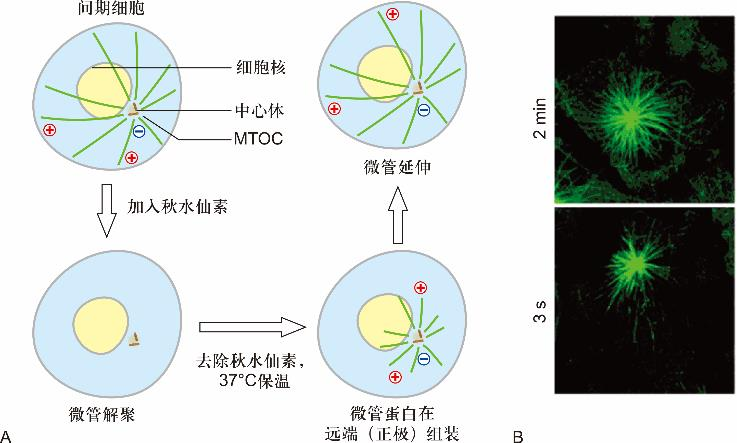 间期细胞
细胞核
中心体
MTOC
微管延伸
加入秋水仙素
去除秋水仙素，
37°C保温
微管解聚
微管蛋白在
远端（正极）组装
A
2 min
3 s
B